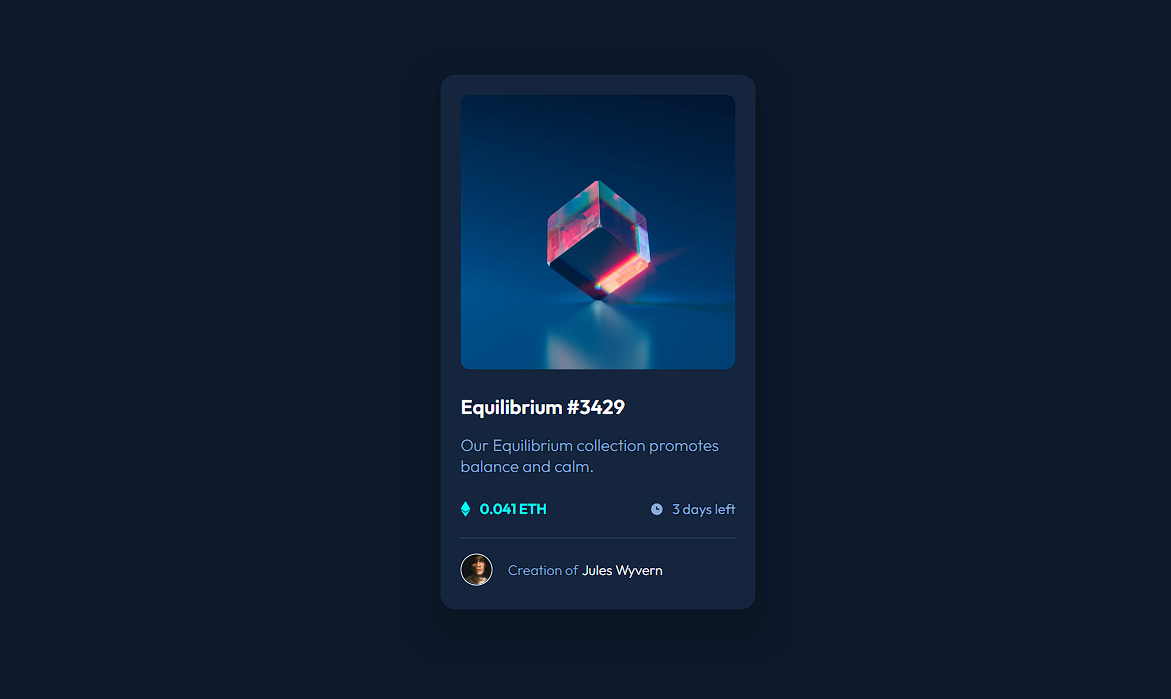 Equilibrium #3429
Our Equilibrium collection promotes
balance and calm.
0.041 ETH
3 days left
Creation of Jules Wyvern